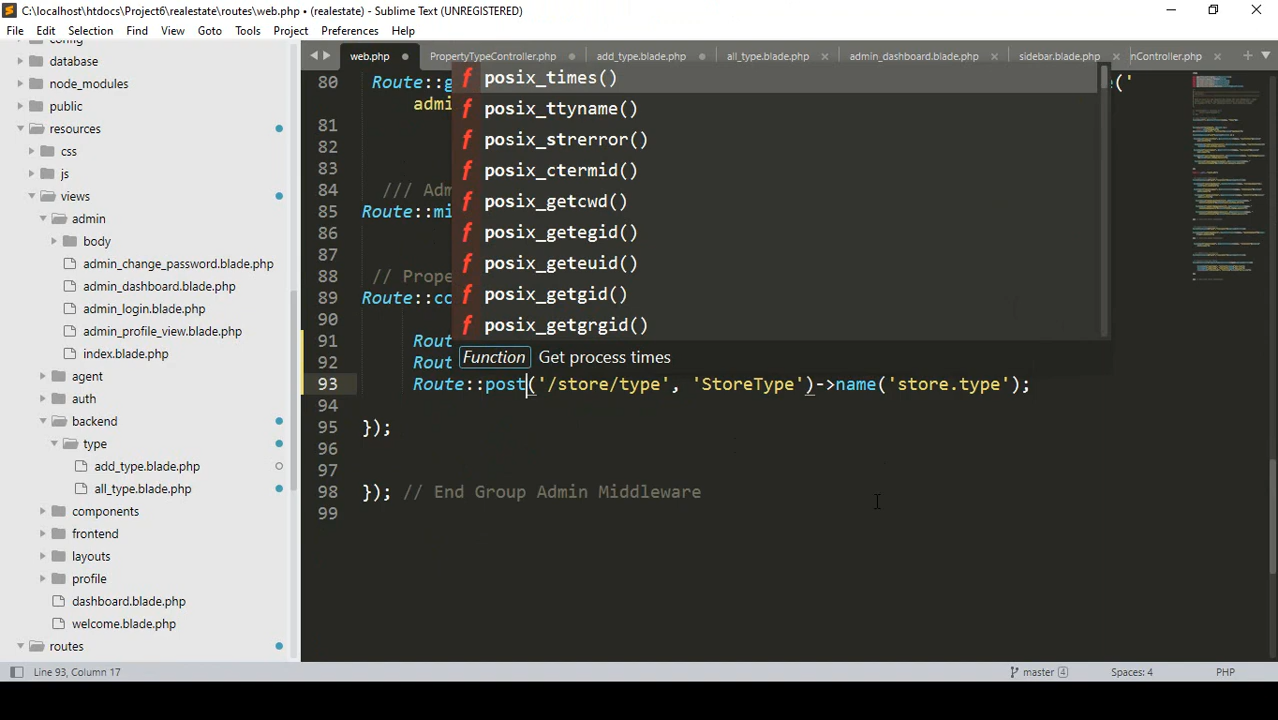 C:\localhost\htdocs\Project6\realestate\routes\web.php • (realestate) - Sublime Text (UNREGISTERED)
File Edit Selection Find View Goto Tools Project Preferences Help
database
node_modules
public
resources
css
js
views
admin
body
admin_change_password.blade.php
admin_dashboard.blade.php
admin_login.blade.php
admin_profile_view.blade.php
index.blade.php
agent
auth
backend
type
add_type.blade.php
all_type.blade.php
components
frontend
layouts
profile
dashboard.blade.php
welcome.blade.php
routes
web.php PropertyTypeController.php add_type.blade.php all_type.blade.php admin_dashboard.blade.php sidebar.blade.php nController.php
80 Route::g e('
admi
81
82
83
84 /// Adm
85 Route::mi
86
87
88 // Prope
89 Route::co
90
91 Rout
92 Rout
93 Route::post('/store/type', 'StoreType')->name('store.type');
94
95 });
96
97
98 }); // End Group Admin Middleware
99
f posix_times()
f posix_ttyname()
f posix_strerror()
f posix_ctermid()
f posix_getcwd()
f posix_getegid()
f posix_geteuid()
f posix_getgid()
f posix_getgrgid()
Function Get process times
Line 93, Column 17 master 4 Spaces: 4 PHP